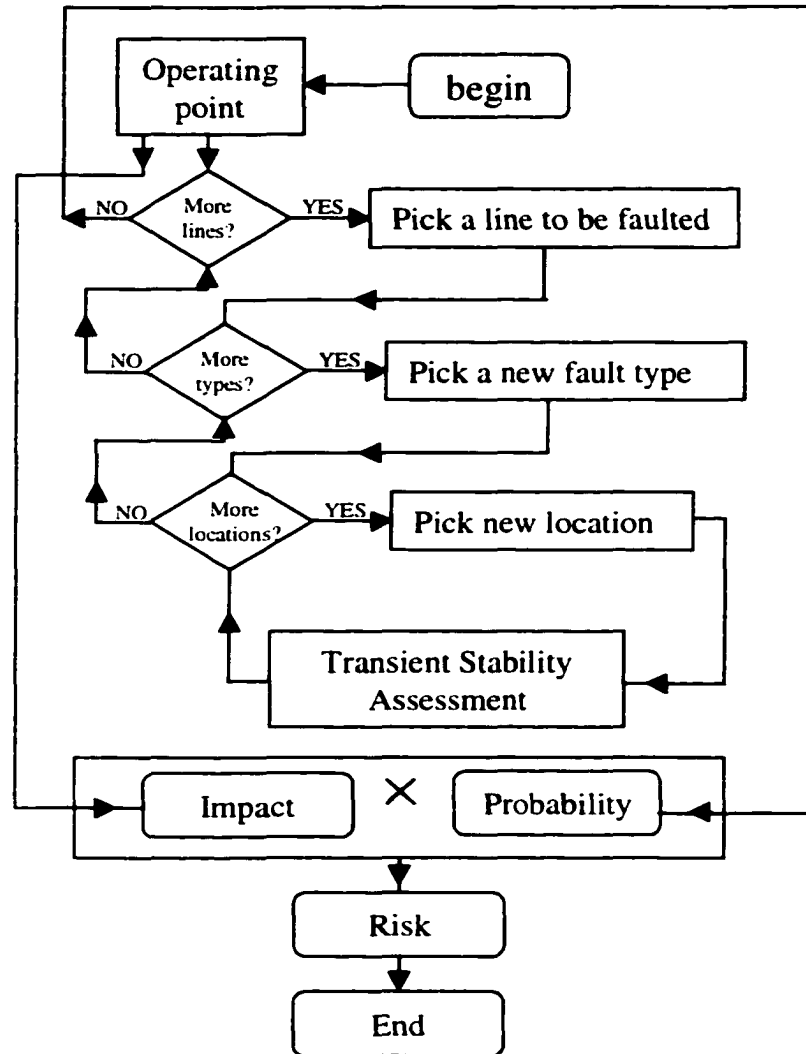 Operating
point
begin
NO
More
lines?
YES
Pick a line to be faulted
NO
More
types?
YES
Pick a new fault type
NO
More
locations?
YES
Pick new location
Transient Stability
Assessment
Impact
×
Probability
Risk
End